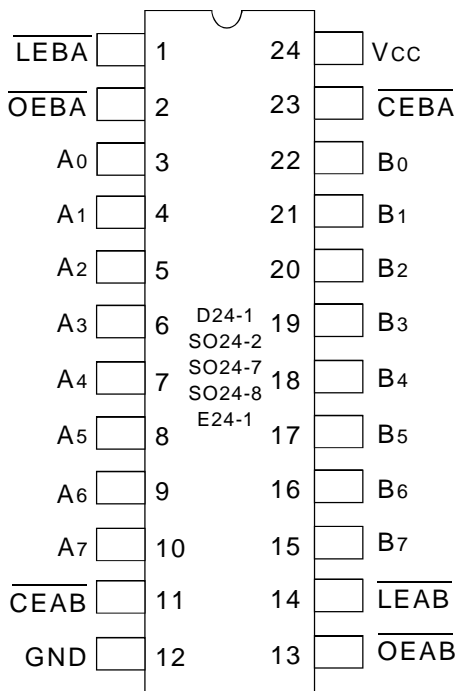 LEBA 1 24 VCC
OEBA 2 23 CEBA
A0 3 22 B0
A1 4 21 B1
A2 5 20 B2
A3 6 19 B3
A4 7 18 B4
A5 8 17 B5
A6 9 16 B6
A7 10 15 B7
CEAB 11 14 LEAB
GND 12 13 OEAB
D24-1
SO24-2
SO24-7
SO24-8
E24-1